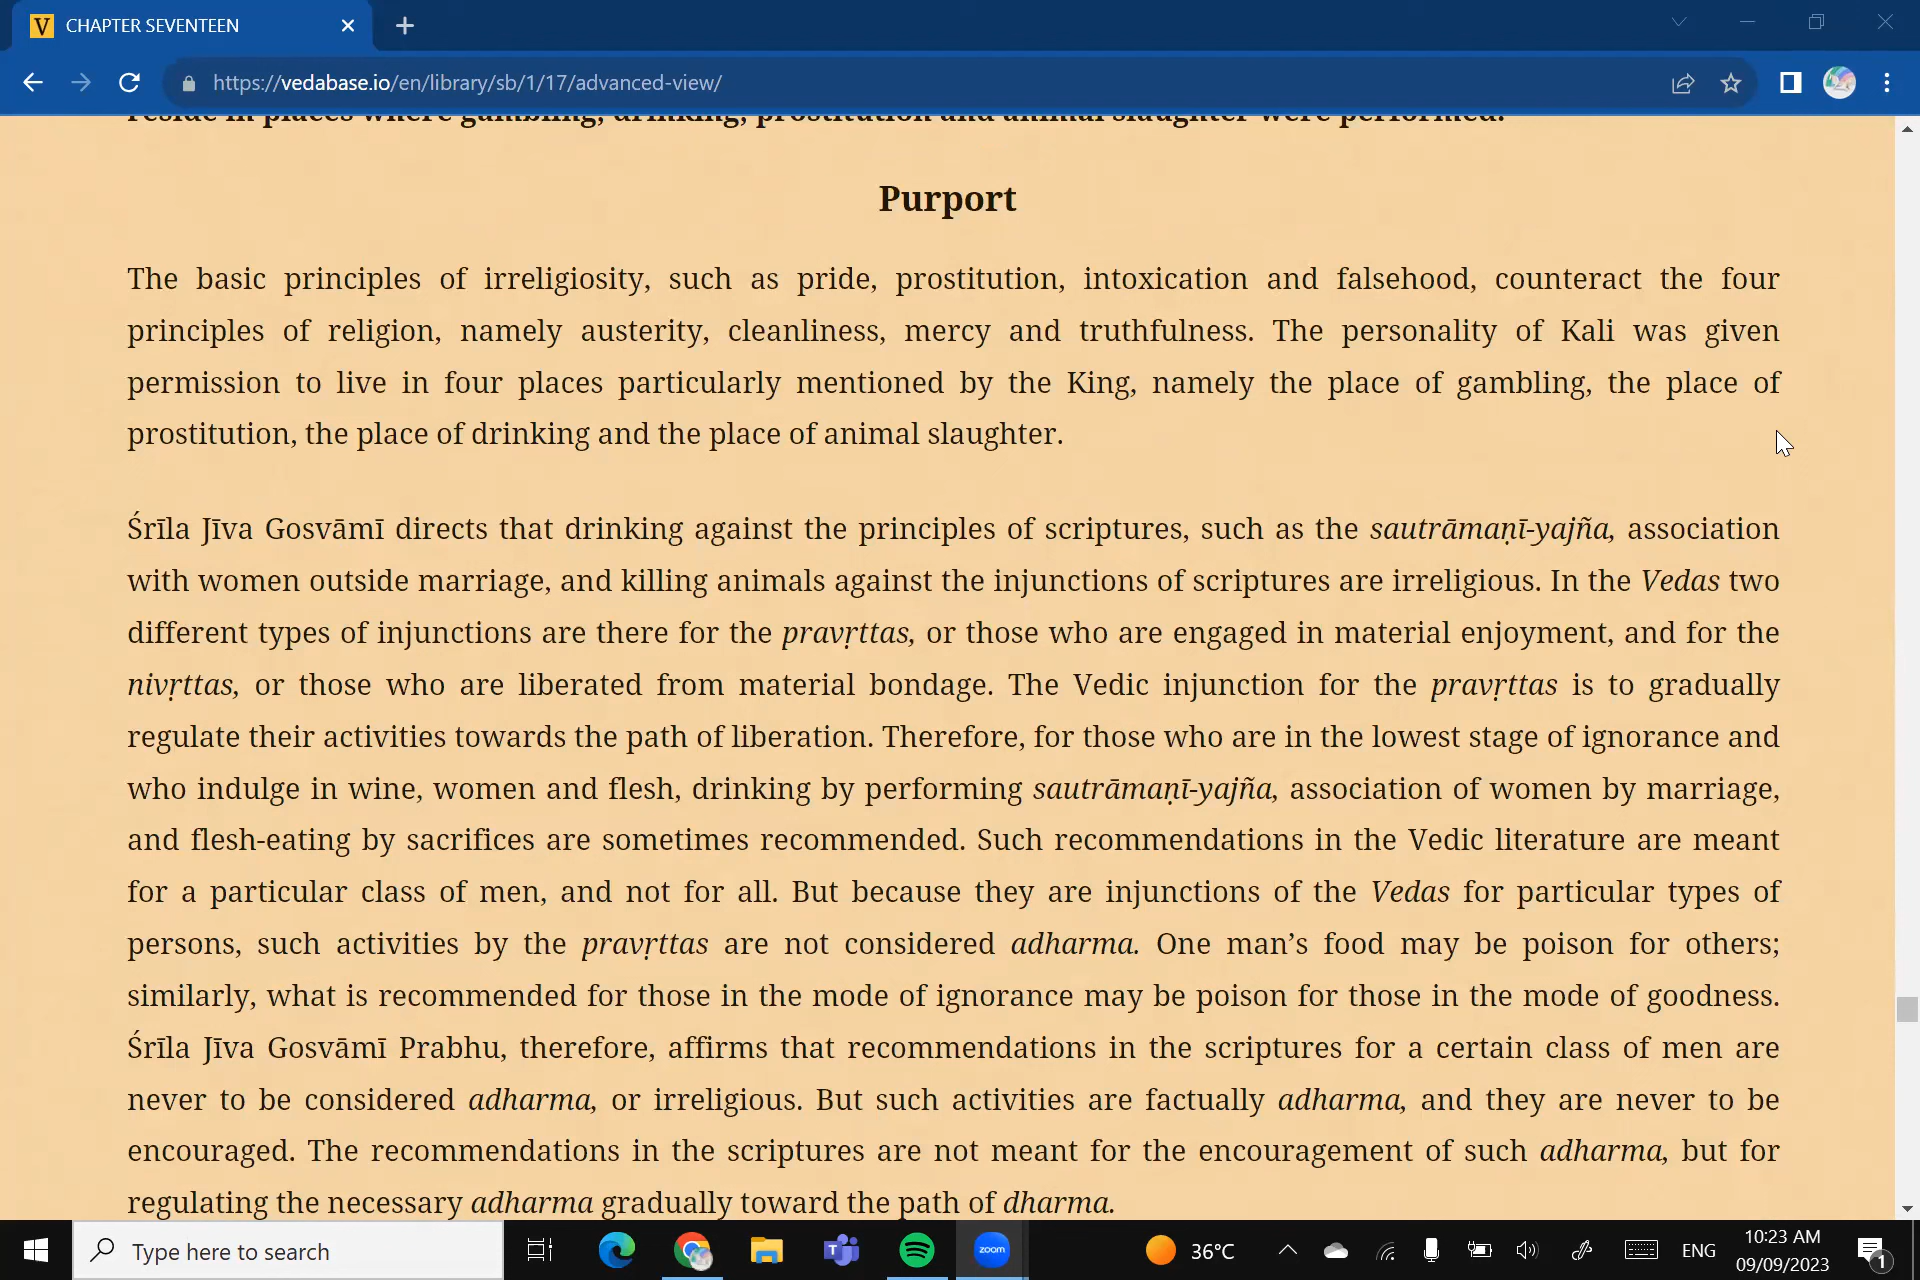 CHAPTER SEVENTEEN
https://vedabase.io/en/library/sb/1/17/advanced-view/
reside in places where gambling, drinking, prostitution and animal slaughter were performed.
Purport
The basic principles of irreligiosity, such as pride, prostitution, intoxication and falsehood, counteract the four
principles of religion, namely austerity, cleanliness, mercy and truthfulness. The personality of Kali was given
permission to live in four places particularly mentioned by the King, namely the place of gambling, the place of
prostitution, the place of drinking and the place of animal slaughter.
Śrīla Jīva Gosvāmī directs that drinking against the principles of scriptures, such as the sautrāmaṇī-yajña, association
with women outside marriage, and killing animals against the injunctions of scriptures are irreligious. In the Vedas two
different types of injunctions are there for the pravṛttas, or those who are engaged in material enjoyment, and for the
nivṛttas, or those who are liberated from material bondage. The Vedic injunction for the pravṛttas is to gradually
regulate their activities towards the path of liberation. Therefore, for those who are in the lowest stage of ignorance and
who indulge in wine, women and flesh, drinking by performing sautrāmaṇī-yajña, association of women by marriage,
and flesh-eating by sacrifices are sometimes recommended. Such recommendations in the Vedic literature are meant
for a particular class of men, and not for all. But because they are injunctions of the Vedas for particular types of
persons, such activities by the pravṛttas are not considered adharma. One man’s food may be poison for others;
similarly, what is recommended for those in the mode of ignorance may be poison for those in the mode of goodness.
Śrīla Jīva Gosvāmī Prabhu, therefore, affirms that recommendations in the scriptures for a certain class of men are
never to be considered adharma, or irreligious. But such activities are factually adharma, and they are never to be
encouraged. The recommendations in the scriptures are not meant for the encouragement of such adharma, but for
regulating the necessary adharma gradually toward the path of dharma.
Type here to search
zoom
36°C
ENG
10:23 AM
09/09/2023
1